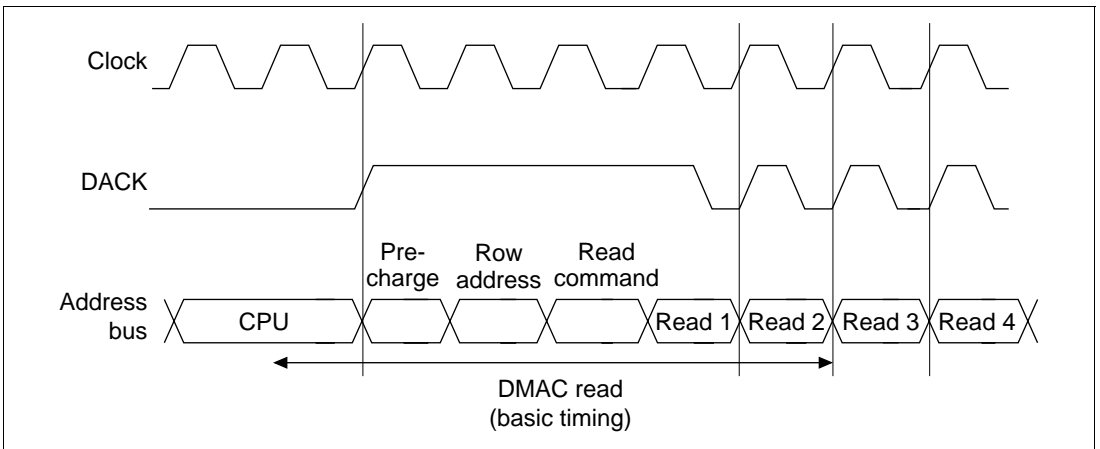 Clock
DACK
Pre-
charge
Row
address
Read
command
Address
bus
CPU
Read 1
Read 2
Read 3
Read 4
DMAC read
(basic timing)